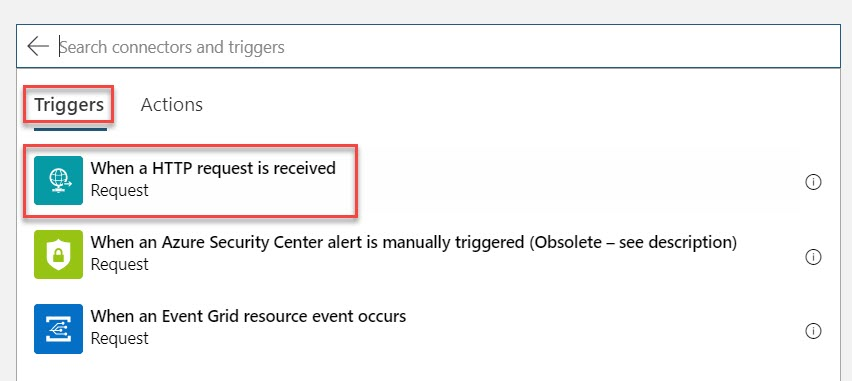 Search connectors and triggers
Triggers Actions
When a HTTP request is received
Request
When an Azure Security Center alert is manually triggered (Obsolete – see description)
Request
When an Event Grid resource event occurs
Request